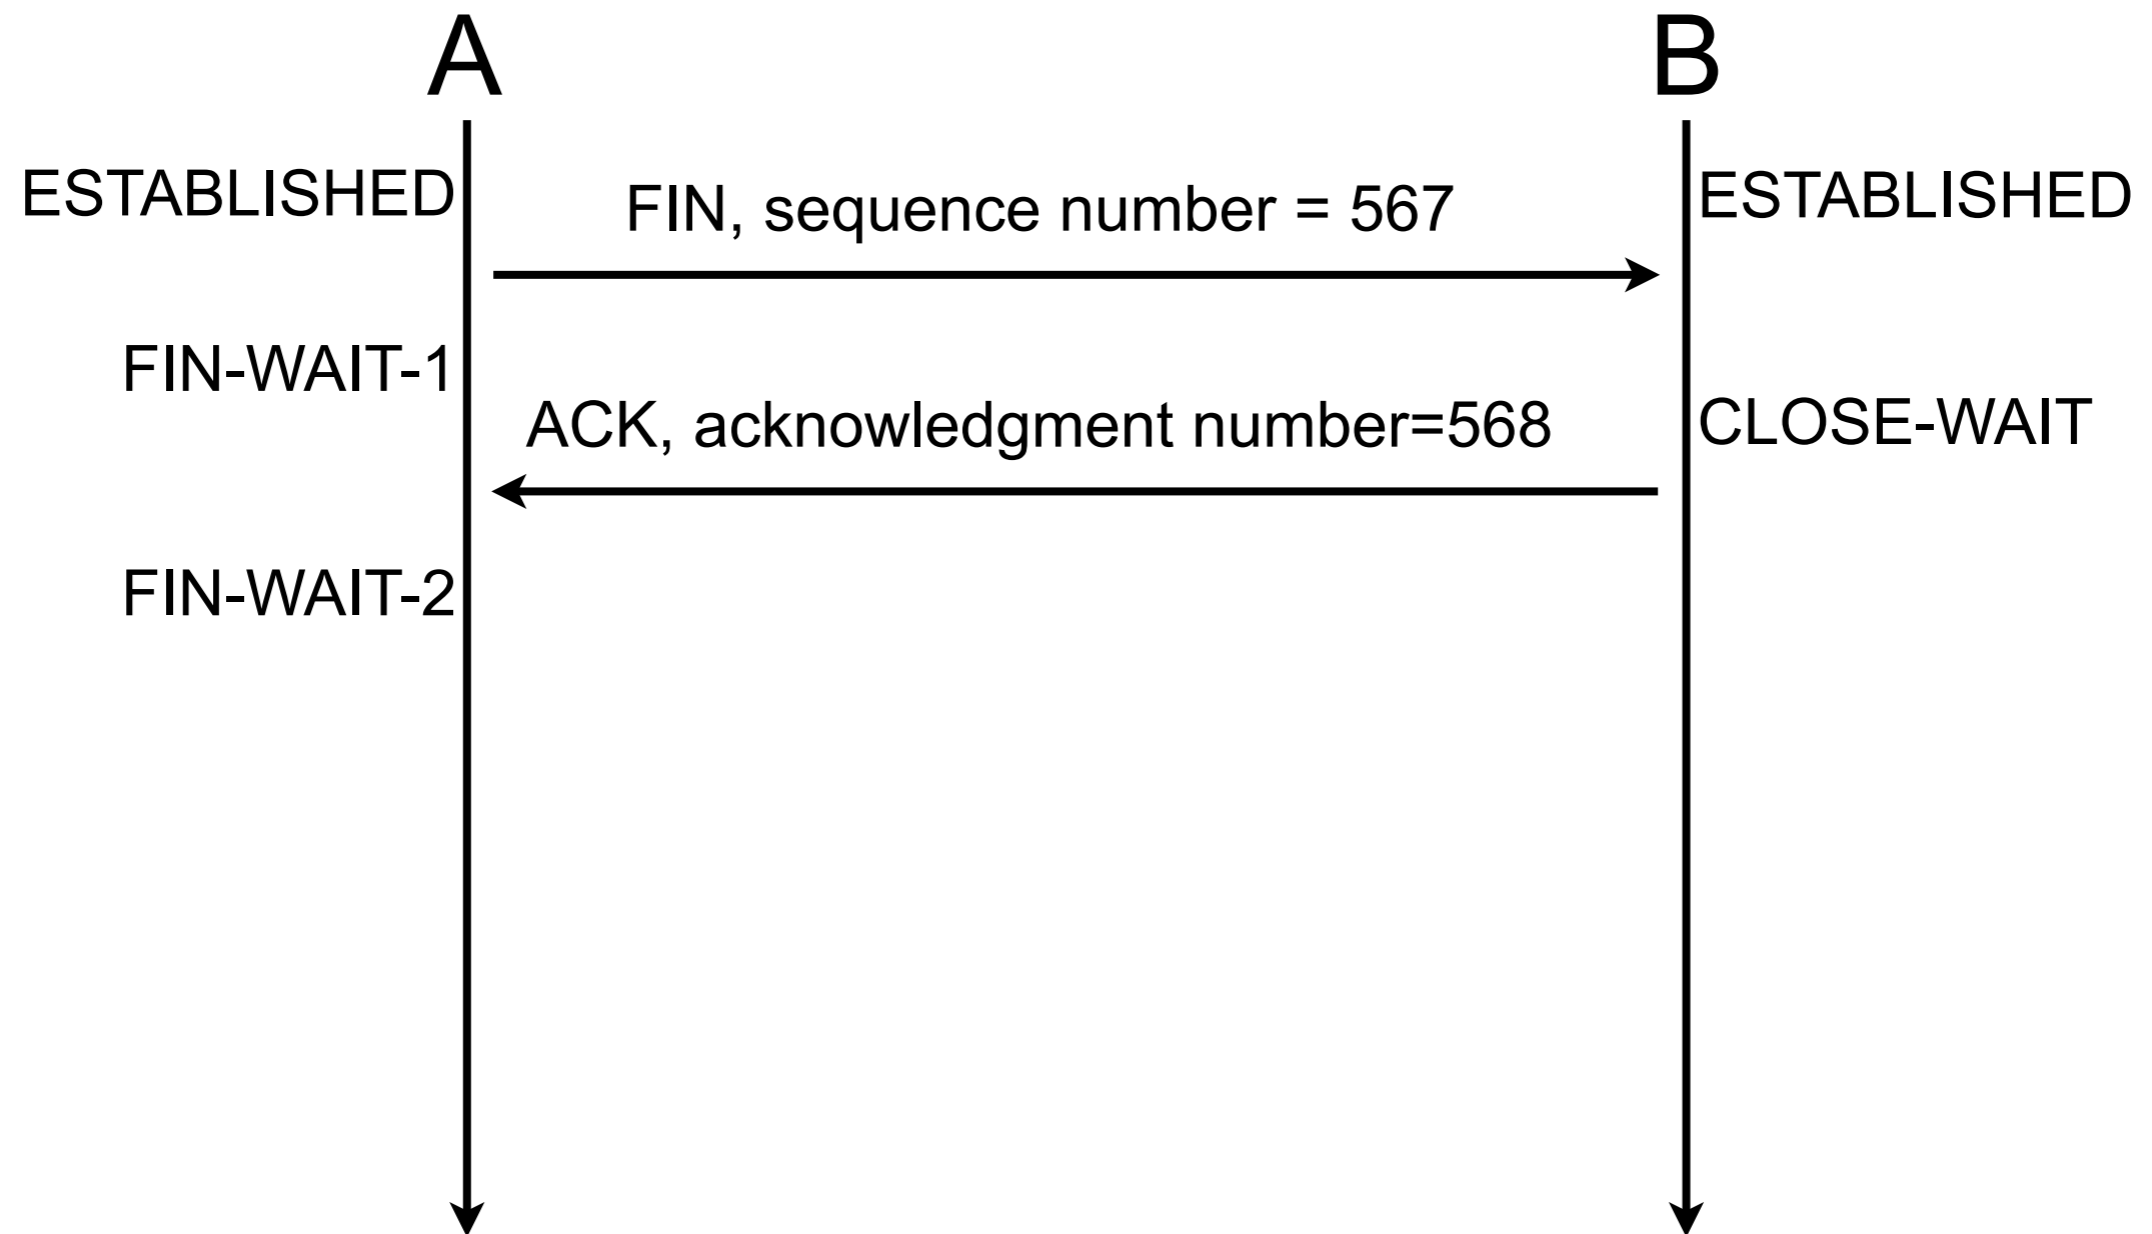 A
B
ESTABLISHED
FIN, sequence number = 567
ESTABLISHED
FIN-WAIT-1
ACK, acknowledgment number=568
CLOSE-WAIT
FIN-WAIT-2